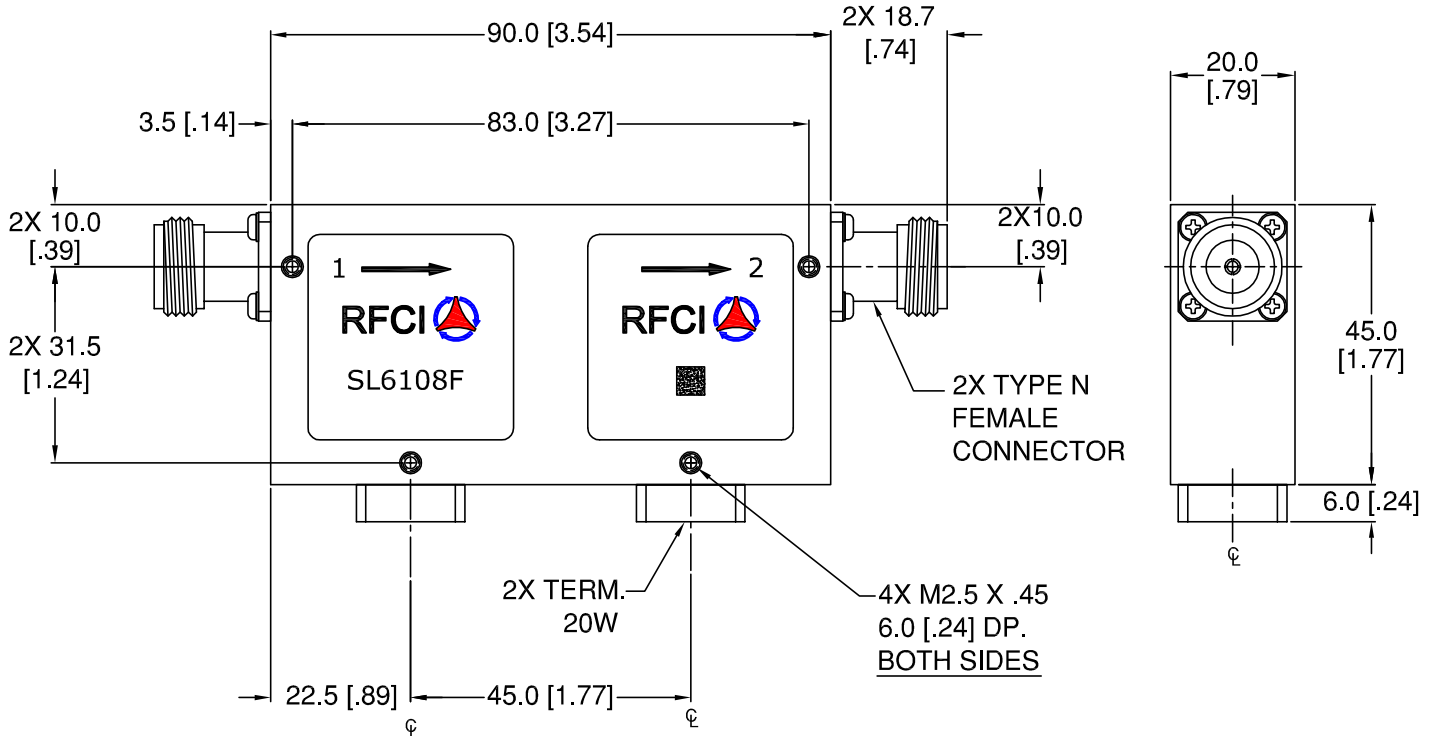 90.0 [3.54]
2X 18.7
[.74]
20.0
[.79]
3.5 [.14]
83.0 [3.27]
2X 10.0
[.39]
2X10.0
[.39]
1
2
RFCI
RFCI
SL6108F
2X 31.5
[1.24]
45.0
[1.77]
2X TYPE N
FEMALE
CONNECTOR
6.0 [.24]
2X TERM.
20W
4X M2.5 X .45
6.0 [.24] DP.
BOTH SIDES
22.5 [.89]
45.0 [1.77]
℄
℄
℄